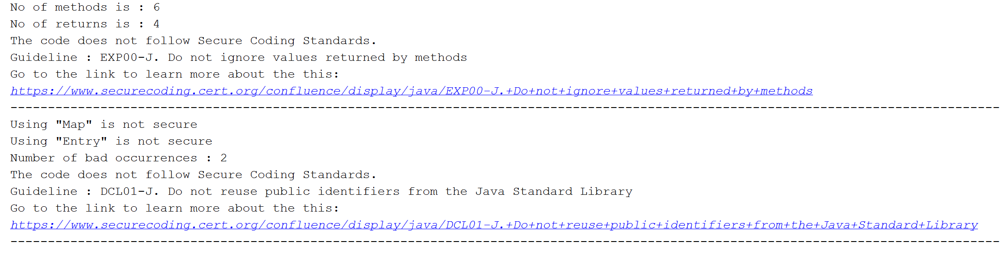 No of methods is : 6
No of returns is : 4
The code does not follow Secure Coding Standards.
Guideline : EXP00-J. Do not ignore values returned by methods
Go to the link to learn more about the this:
https://www.securecoding.cert.org/confluence/display/java/EXP00-J.+Do+not+ignore+values+returned+by+methods
------------------------------------------------------------------------------------------------------------------------------------
Using "Map" is not secure
Using "Entry" is not secure
Number of bad occurrences : 2
The code does not follow Secure Coding Standards.
Guideline : DCL01-J. Do not reuse public identifiers from the Java Standard Library
Go to the link to learn more about the this:
https://www.securecoding.cert.org/confluence/display/java/DCL01-J.+Do+not+reuse+public+identifiers+from+the+Java+Standard+Library
------------------------------------------------------------------------------------------------------------------------------------